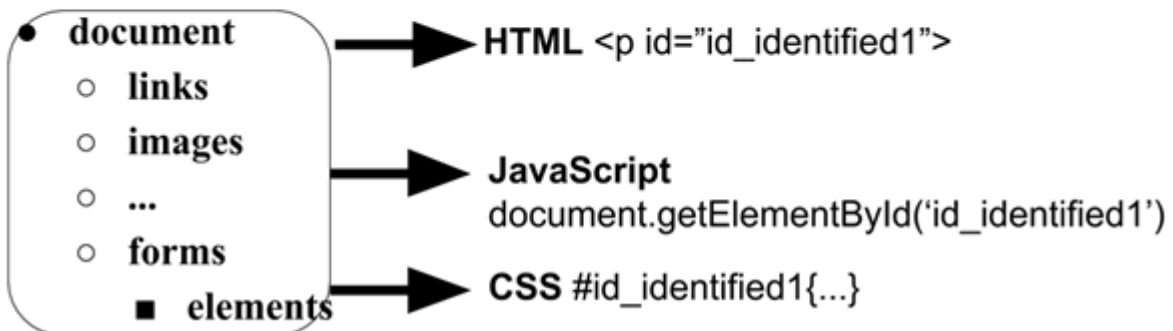 document
links
images
...
forms
elements
HTML <p id=”id_identified1”>
JavaScript
document.getElementById(‘id_identified1’)
CSS #id_identified1{...}